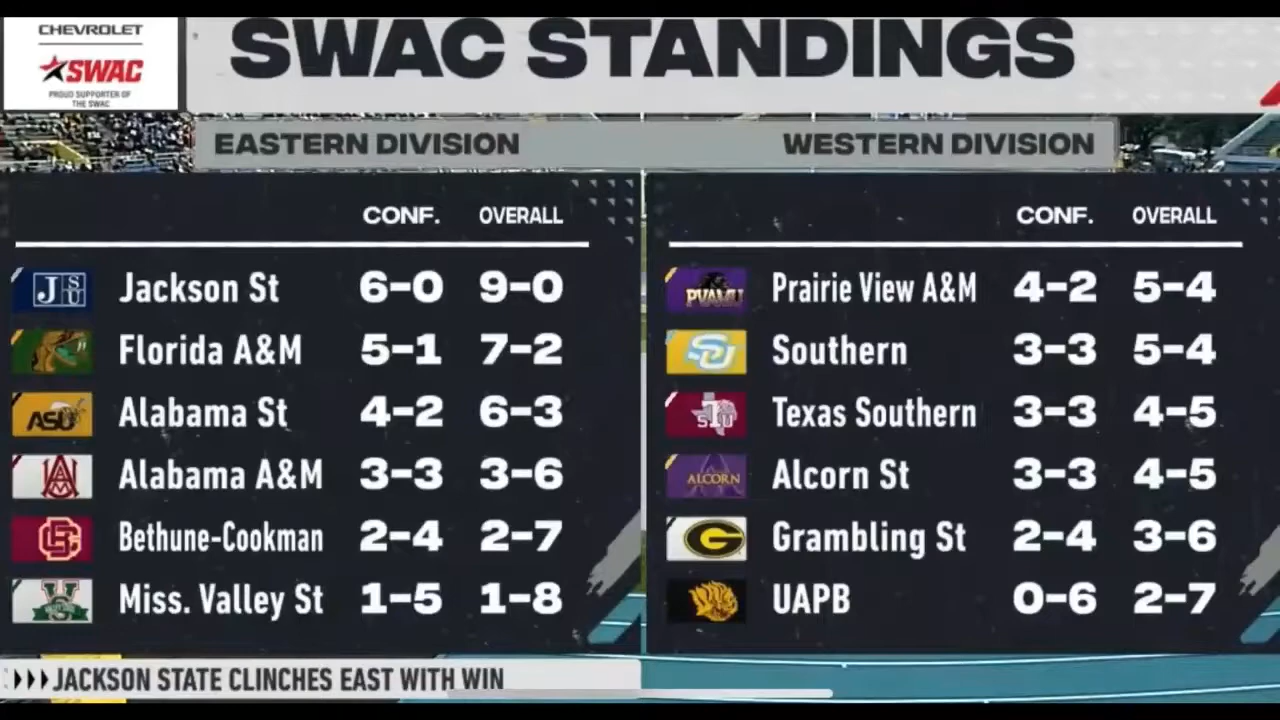 CHEVROLET
SWAC
PROUD SUPPORTER OF
THE SWAC
SWAC STANDINGS
EASTERN DIVISION
CONF. OVERALL
JSU Jackson St 6-0 9-0
Florida A&M 5-1 7-2
ASU Alabama St 4-2 6-3
Alabama A&M 3-3 3-6
BC Bethune-Cookman 2-4 2-7
Miss. Valley St 1-5 1-8
WESTERN DIVISION
CONF. OVERALL
PVAMU Prairie View A&M 4-2 5-4
SU Southern 3-3 5-4
TSU Texas Southern 3-3 4-5
ALCORN Alcorn St 3-3 4-5
G Grambling St 2-4 3-6
UAPB 0-6 2-7
JACKSON STATE CLINCHES EAST WITH WIN